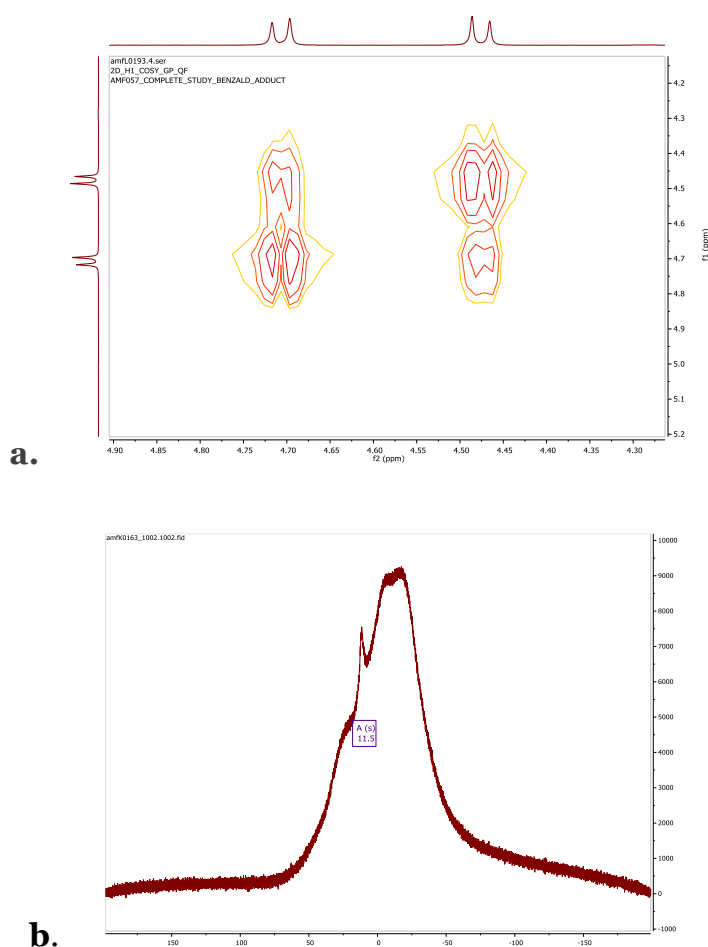 amfL0193.4.ser
2D_H1_COSY_GP_QF
AMF057_COMPLETE_STUDY_BENZALD_ADDUCT
4.2
4.3
4.4
4.5
4.6
4.7
4.8
4.9
5.0
5.1
5.2
f1 (ppm)
4.90 4.85 4.80 4.75 4.70 4.65 4.60 4.55 4.50 4.45 4.40 4.35 4.30
f2 (ppm)
a.
amfK0163_1002.1002.fid
10000
9000
8000
7000
6000
5000
4000
3000
2000
1000
0
-1000
A (s)
11.5
150 100 50 0 -50 -100 -150
b.